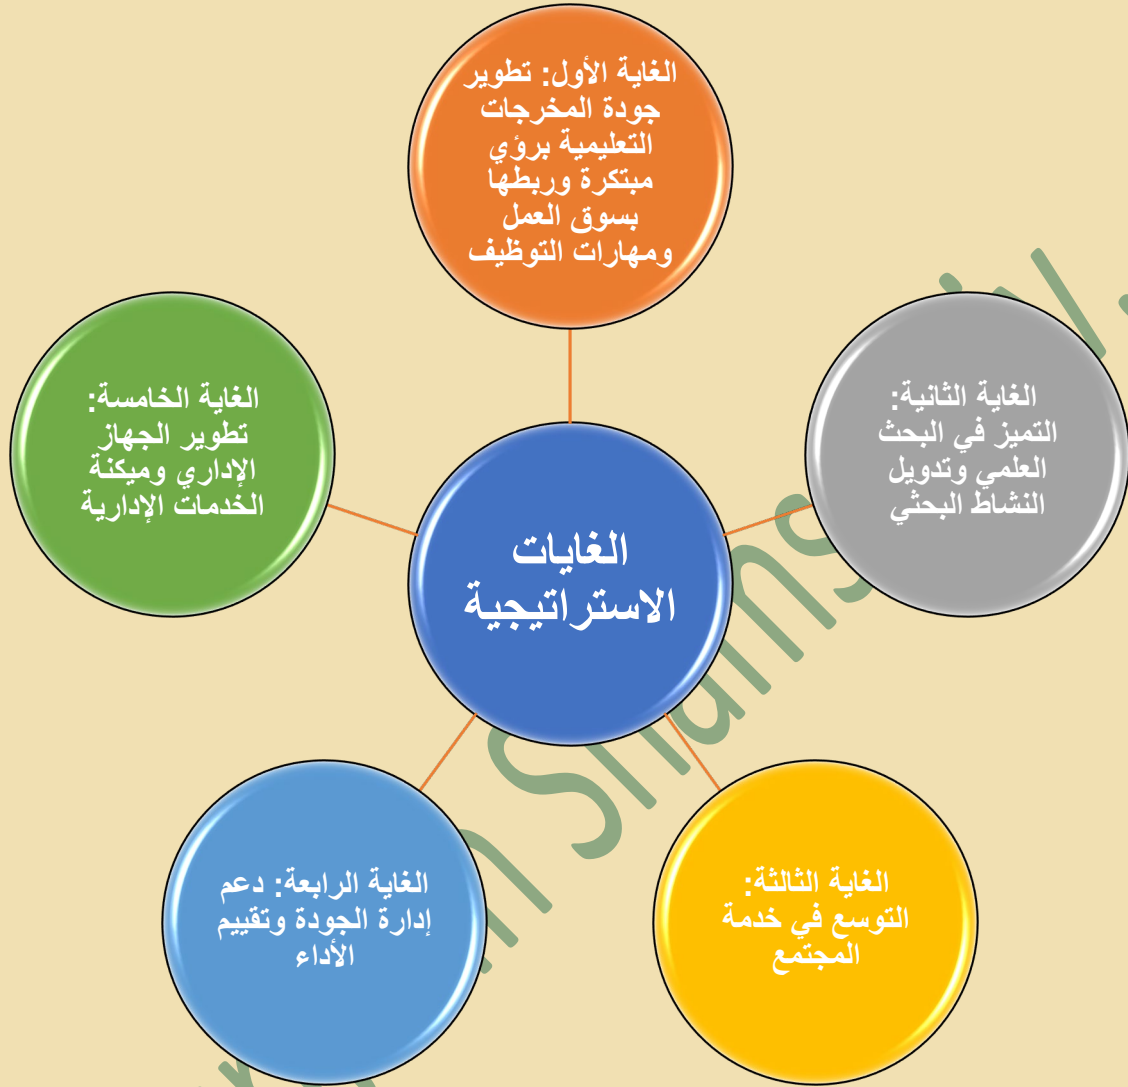 الغاية الأول: تطوير
جودة المخرجات
التعليمية برؤي
مبتكرة وربطها
بسوق العمل
ومهارات التوظيف
الغاية الثانية:
التميز في البحث
العلمي وتدويل
النشاط البحثي
الغاية الثالثة:
التوسع في خدمة
المجتمع
الغاية الرابعة: دعم
إدارة الجودة وتقييم
الأداء
الغاية الخامسة:
تطوير الجهاز
الإداري وميكنة
الخدمات الإدارية
الغايات
الاستراتيجية